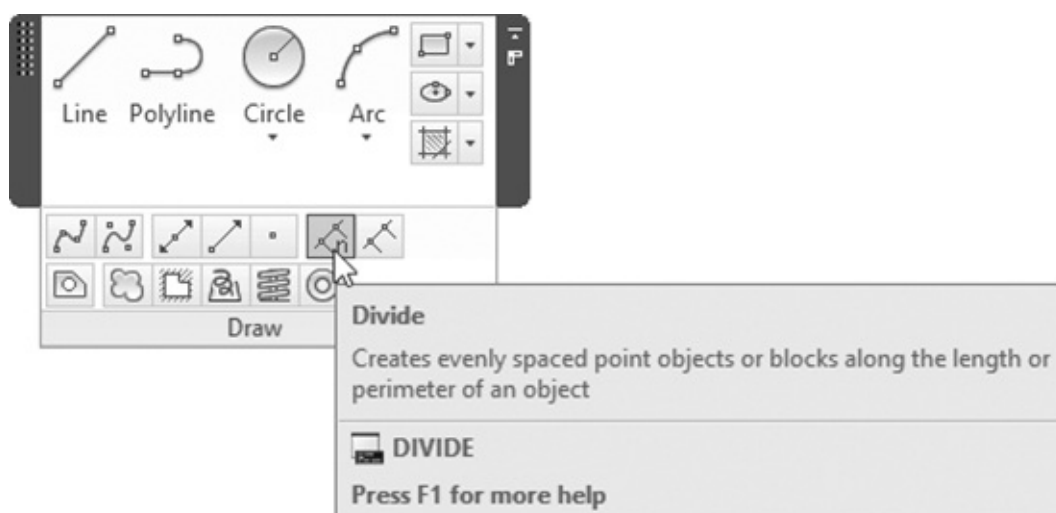 Line Polyline Circle Arc
Draw
Divide
Creates evenly spaced point objects or blocks along the length or
perimeter of an object
DIVIDE
Press F1 for more help